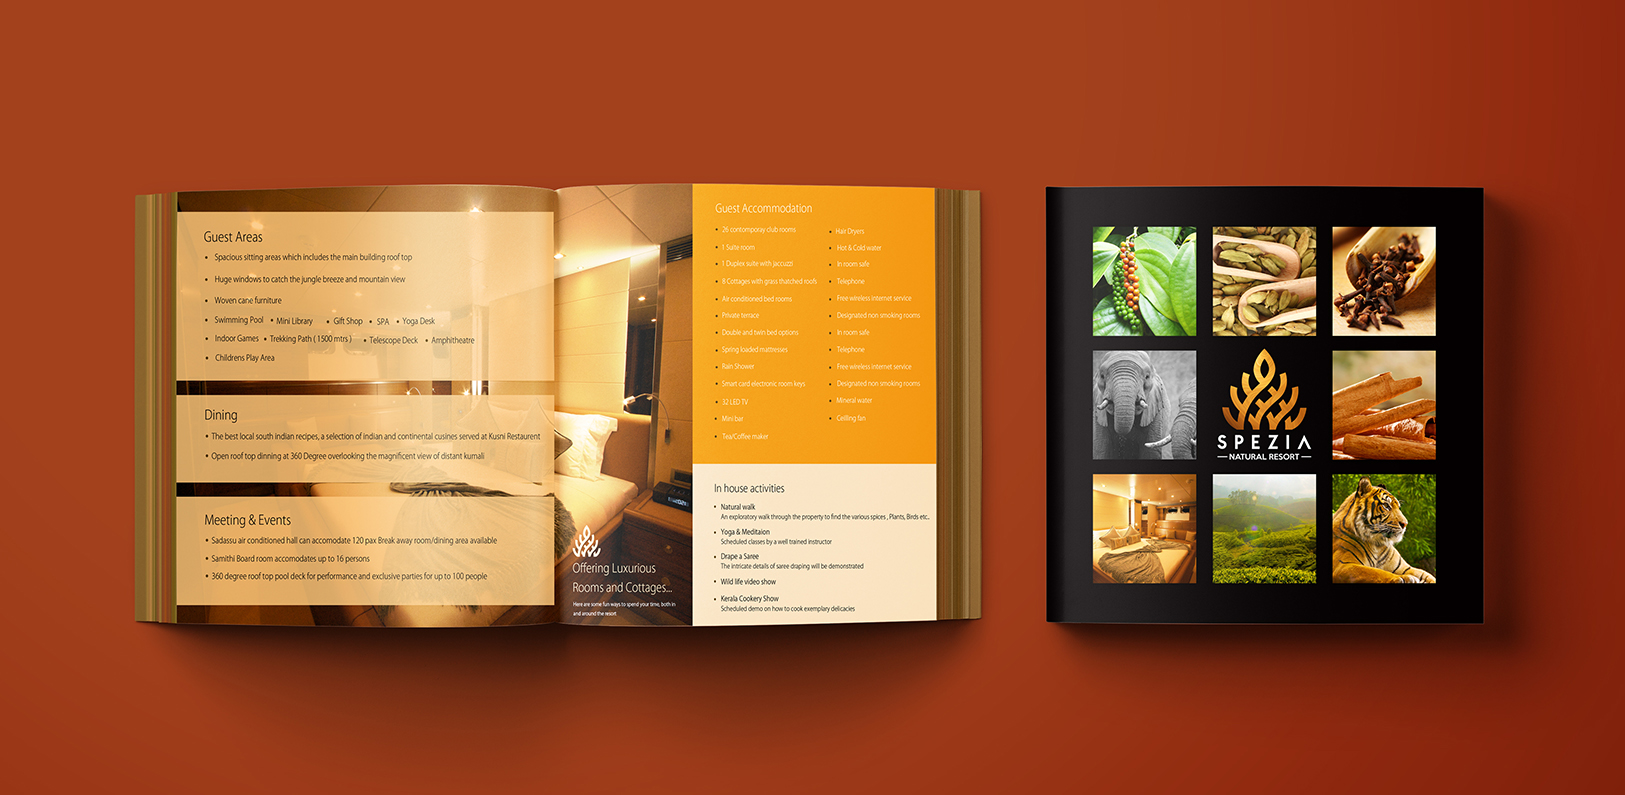 Guest Areas
• Spacious sitting areas which includes the main building roof top
• Huge windows to catch the jungle breeze and mountain view
• Woven cane furniture
• Swimming Pool • Mini Library • Gift Shop • SPA • Yoga Desk
• Indoor Games • Trekking Path ( 1500 mtrs ) • Telescope Deck • Amphitheatre
• Childrens Play Area
Dining
• The best local south indian recipes, a selection of indian and continental cusines served at Kusni Restaurent
• Open roof top dinning at 360 Degree overlooking the magnificent view of distant kumali
Meeting & Events
• Sadassu air conditioned hall can accomodate 120 pax Break away room/dining area available
• Samithi Board room accomodates up to 16 persons
• 360 degree roof top pool deck for performance and exclusive parties for up to 100 people
Offering Luxurious
Rooms and Cottages...
Here are some fun ways to spend your time, both in
and around the resort
Guest Accommodation
• 26 contomporay club rooms
• 1 Suite room
• 1 Duplex suite with Jaccuzzi
• 8 Cottages with grass thatched roofs
• Air conditioned bed rooms
• Private terrace
• Double and twin bed options
• Spring loaded mattresses
• Rain Shower
• Smart card electronic room keys
• 32 LED TV
• Mini bar
• Tea/Coffee maker
• Hair Dryers
• Hot & Cold water
• In room safe
• Telephone
• Free wireless internet service
• Designated non smoking rooms
• In room safe
• Telephone
• Free wireless internet service
• Designated non smoking rooms
• Mineral water
• Ceilling fan
In house activities
• Natural walk
An exploratory walk through the property to find the various spices , Plants, Birds etc..
• Yoga & Meditaion
Scheduled classes by a well trained instructor
• Drape a Saree
The intricate details of saree draping will be demonstrated
• Wild life video show
• Kerala Cookery Show
Scheduled demo on how to cook exemplary delicacies
SPEZIA
NATURAL RESORT